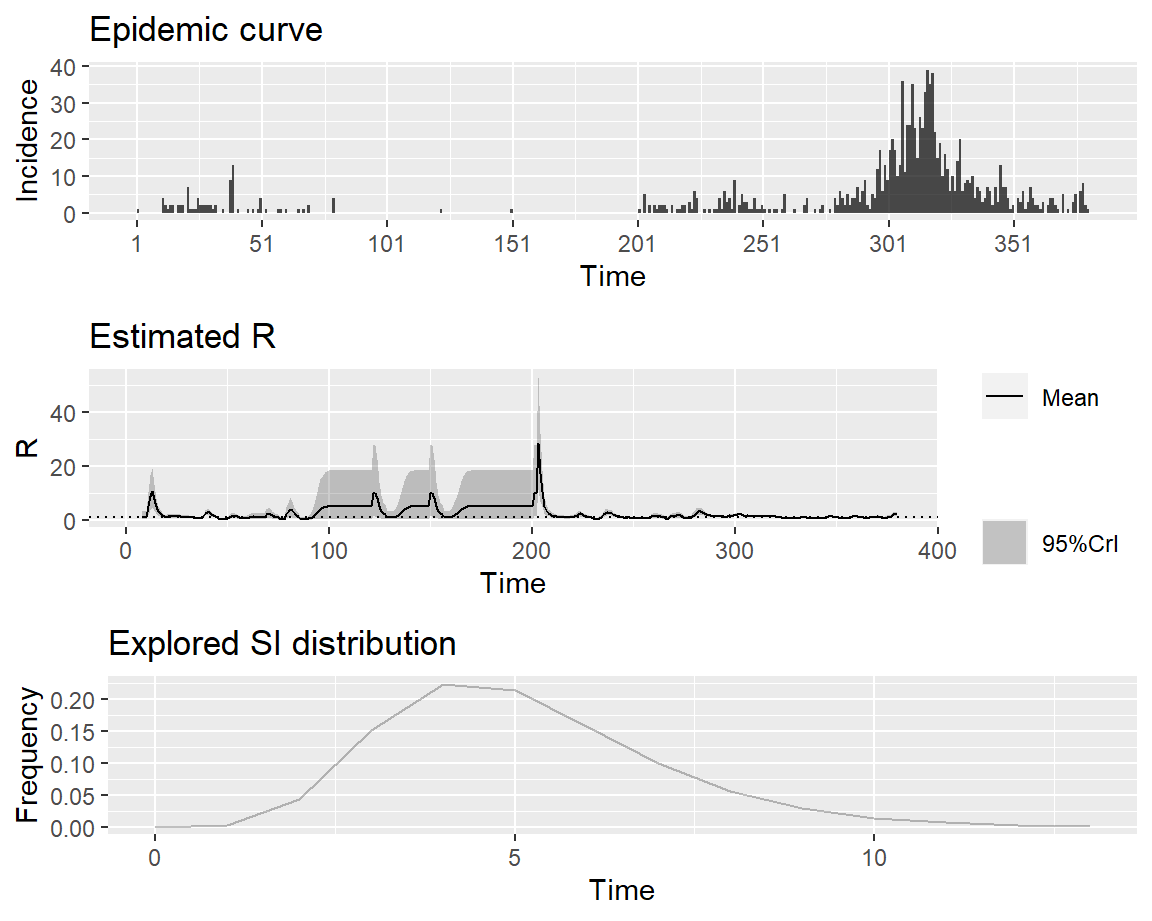 Epidemic curve
Incidence
40
30
20
10
0
1 51 101 151 201 251 301 351
Time
Estimated R
R
40
20
0
0 100 200 300 400
Time
Mean
95%CrI
Explored SI distribution
Frequency
0.20
0.15
0.10
0.05
0.00
0 5 10
Time